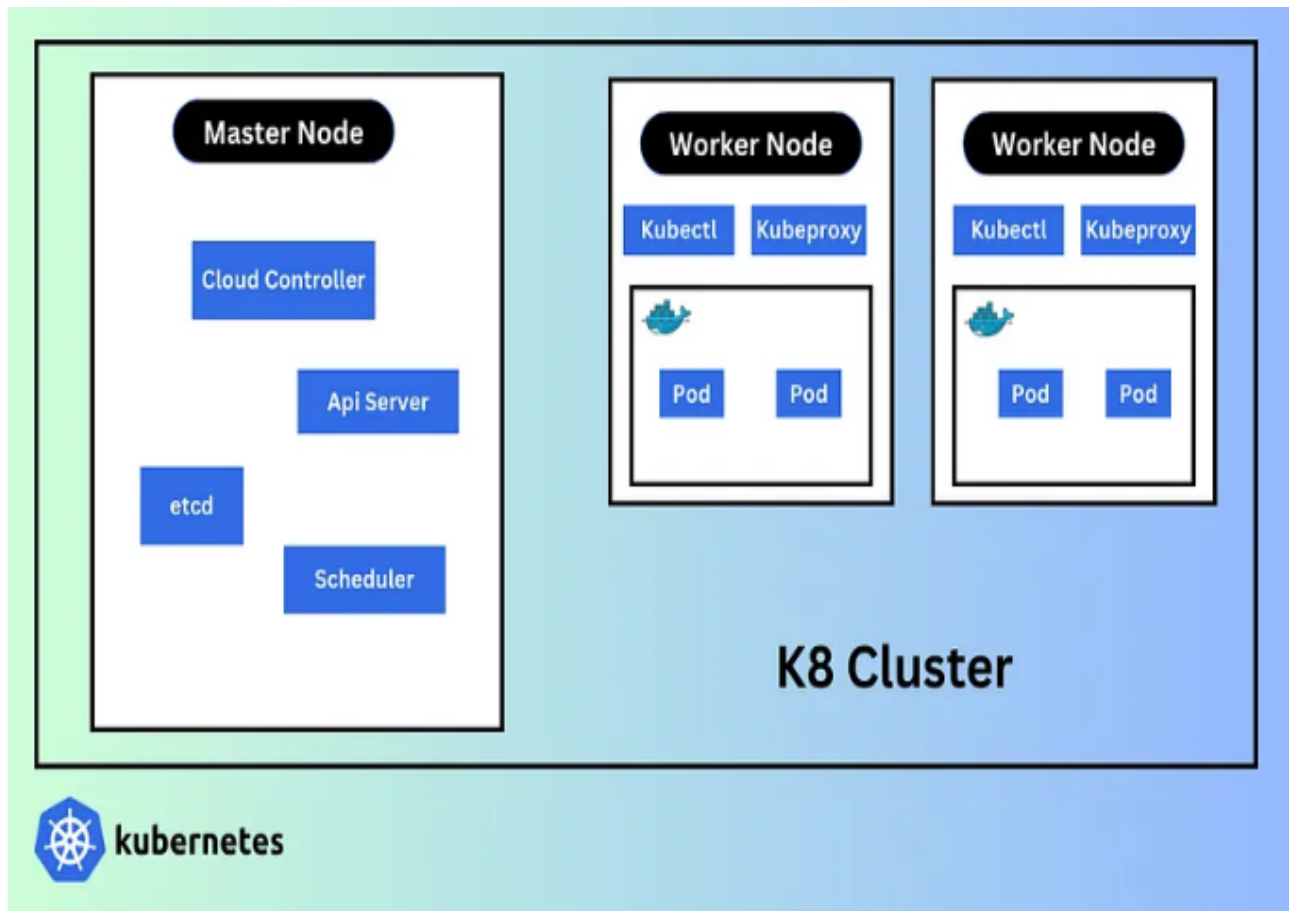 Master Node
Cloud Controller
Api Server
etcd
Scheduler
Worker Node
Kubectl
Kubeproxy
Pod
Pod
Worker Node
Kubectl
Kubeproxy
Pod
Pod
K8 Cluster
kubernetes